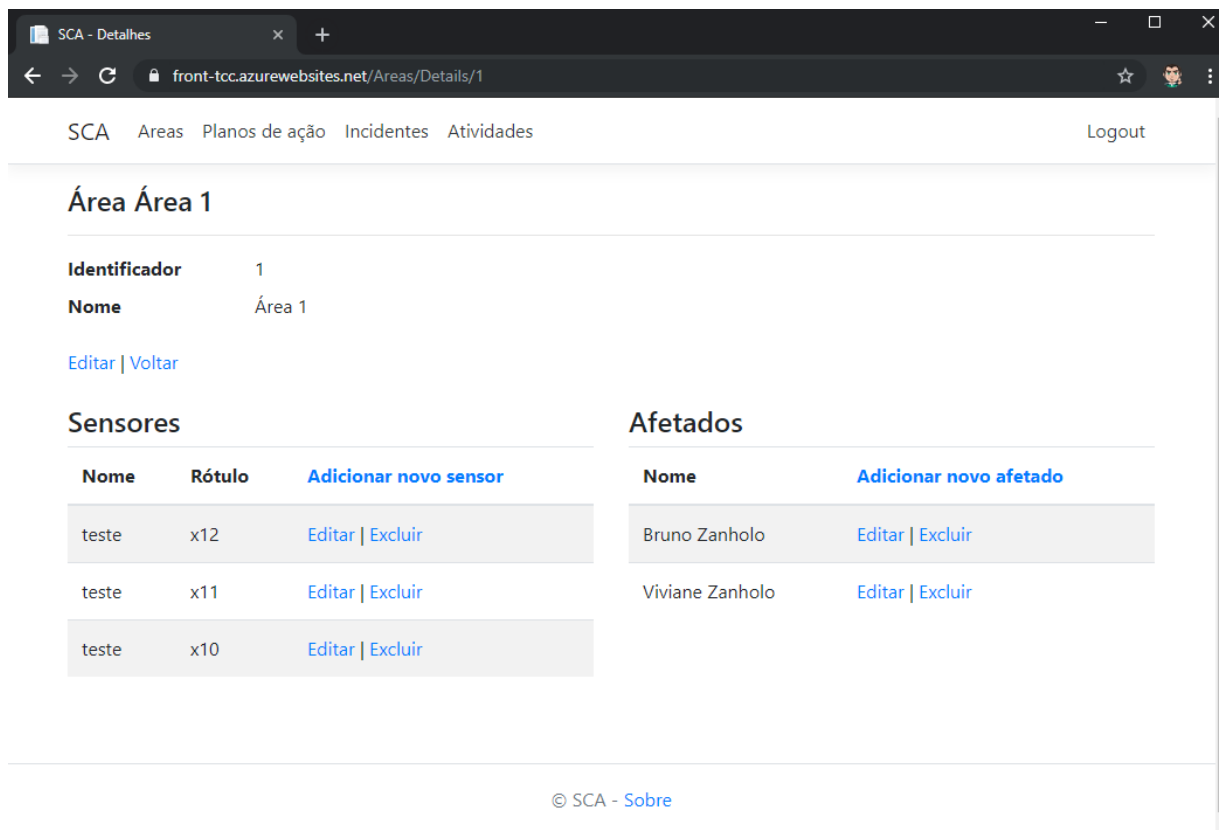 SCA - Detalhes
front-tcc.azurewebsites.net/Areas/Details/1
SCA Areas Planos de ação Incidentes Atividades Logout
Área Área 1
Identificador 1
Nome Área 1
Editar | Voltar
Sensores
Nome Rótulo Adicionar novo sensor
teste x12 Editar | Excluir
teste x11 Editar | Excluir
teste x10 Editar | Excluir
Afetados
Nome Adicionar novo afetado
Bruno Zanholo Editar | Excluir
Viviane Zanholo Editar | Excluir
© SCA - Sobre